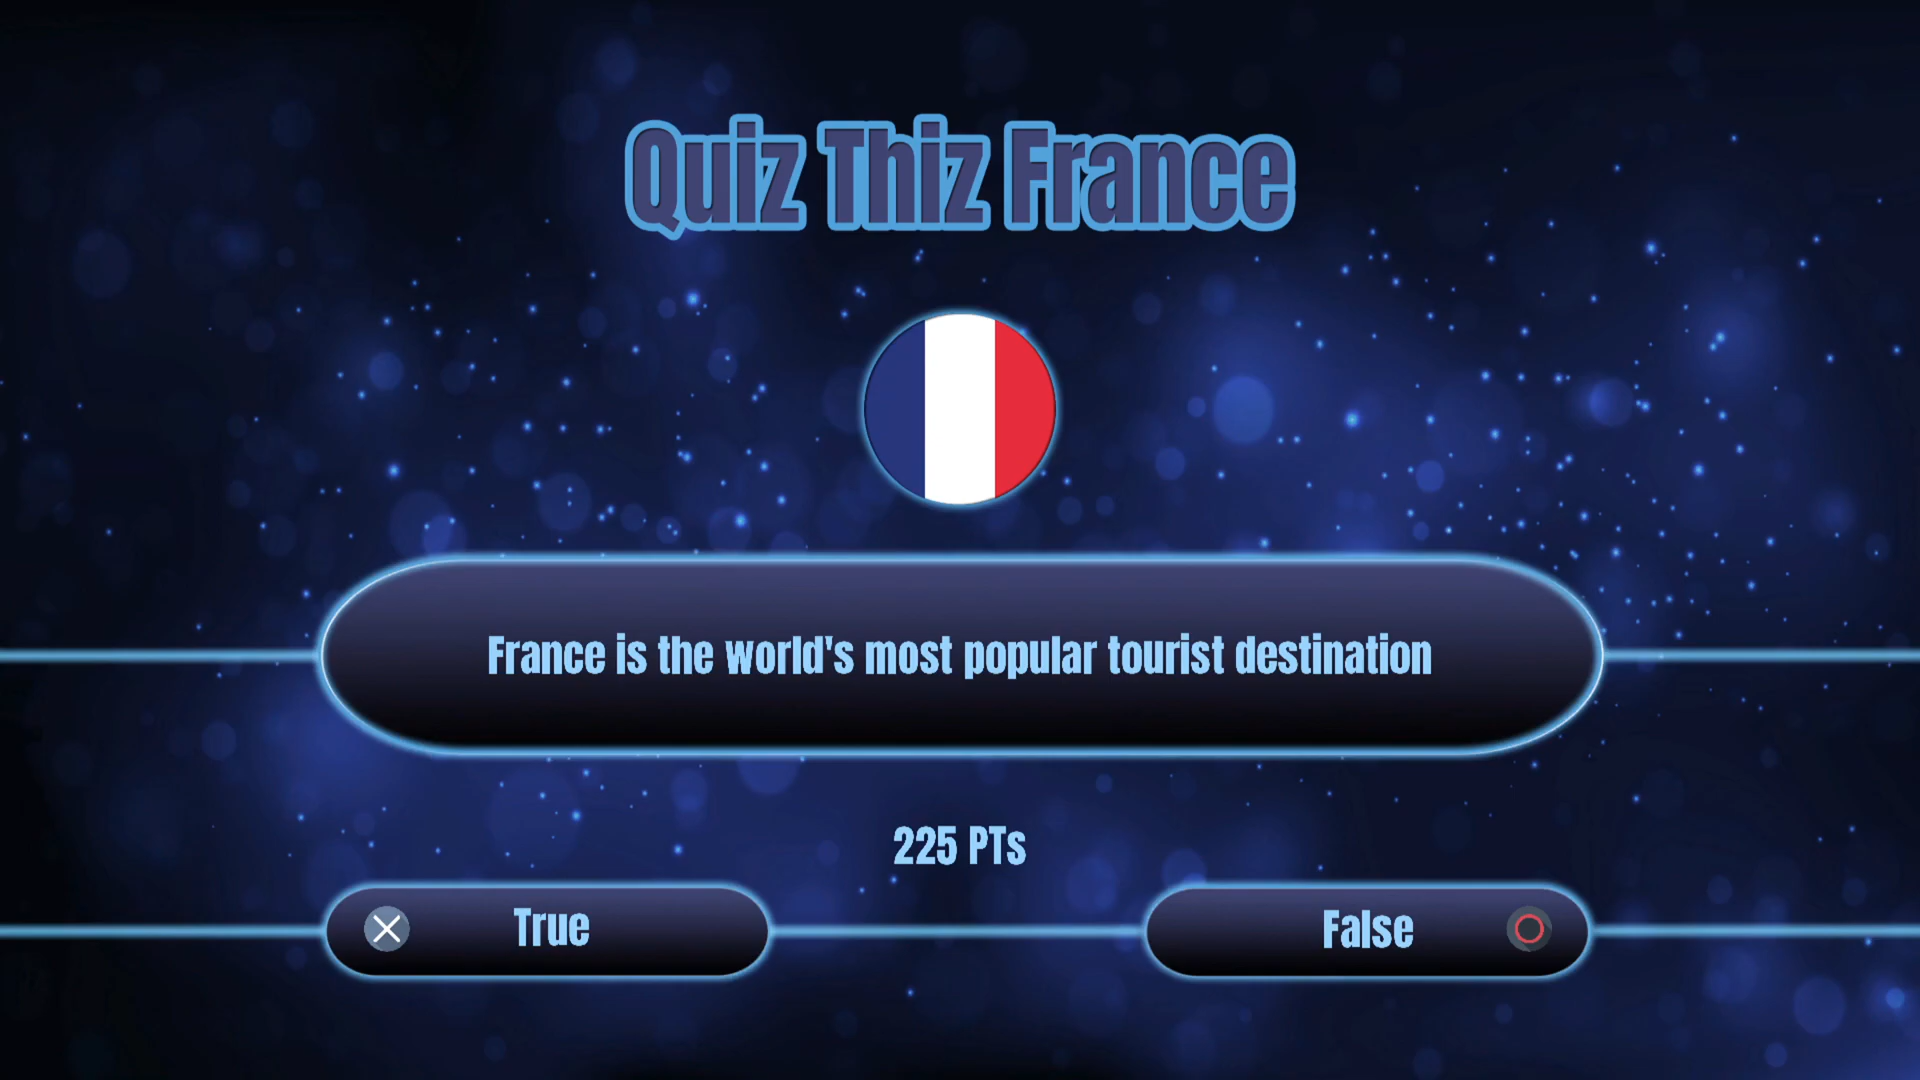 Quiz Thiz France
France is the world's most popular tourist destination
225 PTs
True
False